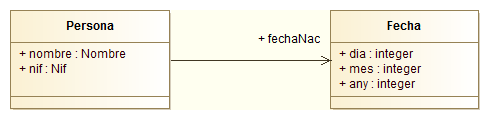 Persona
+ nombre : Nombre
+ nif : Nif
+ fechaNac
Fecha
+ dia : integer
+ mes : integer
+ any : integer